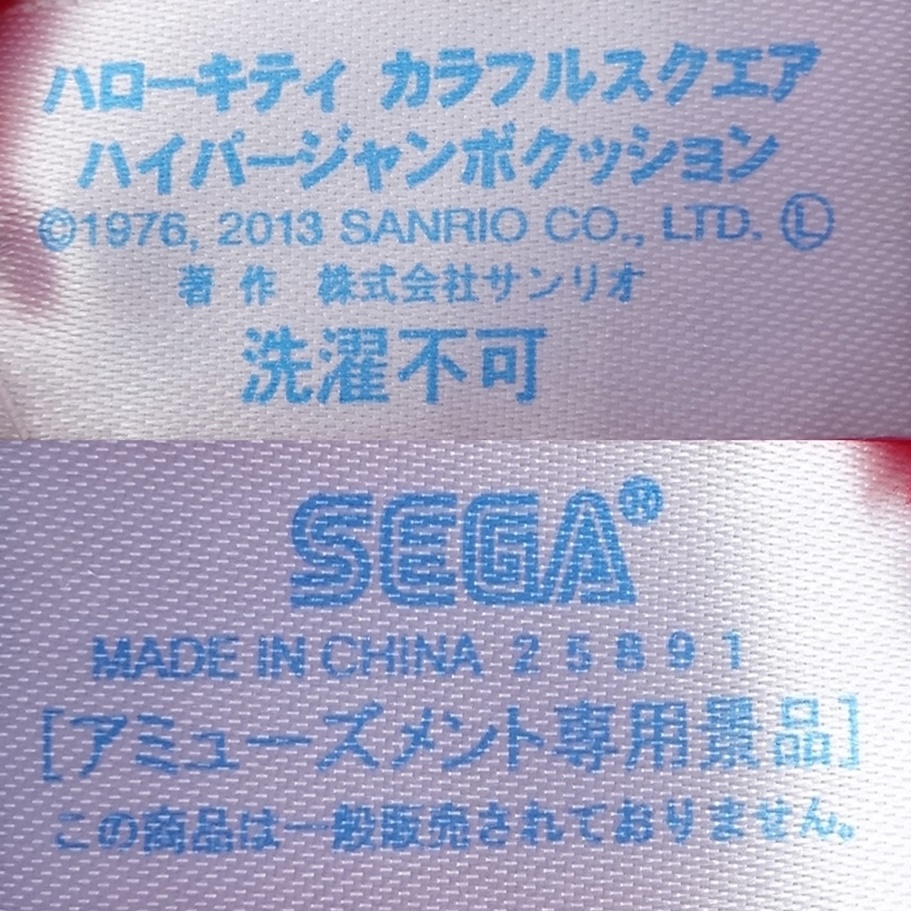 ハローキティ カラフルスクエア
ハイパージャンボクッション
©1976, 2013 SANRIO CO., LTD. Ⓛ
著 作 株式会社サンリオ
洗濯不可
SEGA®
MADE IN CHINA 25891
[アミューズメント専用景品]
この商品は一般販売されておりません。